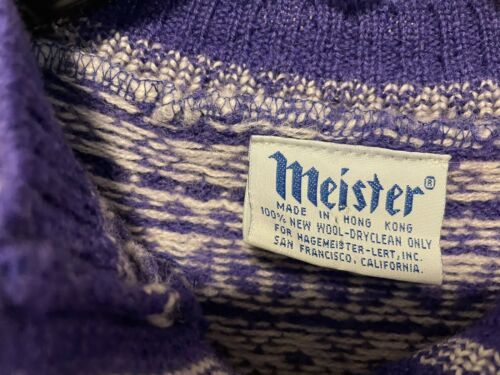 Meister®
MADE IN HONG KONG
100% NEW WOOL-DRYCLEAN ONLY
FOR HAGEMEISTER-LERT, INC.
SAN FRANCISCO, CALIFORNIA.